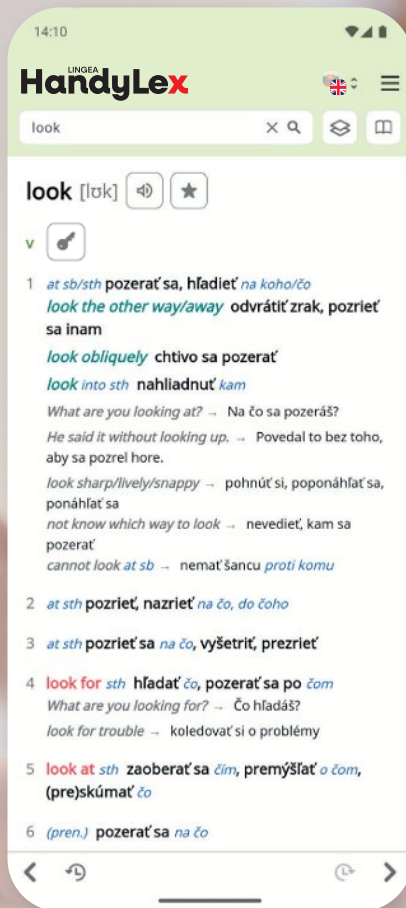 14:10
LINGEA
HandyLex
look
look [lʊk]
v
1 at sb/sth pozerať sa, hľadieť na koho/čo
look the other way/away odvrátiť zrak, pozrieť
sa inam
look obliquely chtivo sa pozerať
look into sth nahliadnuť kam
What are you looking at? → Na čo sa pozeráš?
He said it without looking up. → Povedal to bez toho,
aby sa pozrel hore.
look sharp/lively/snappy → pohnúť si, poponáhľať sa,
ponáhľať sa
not know which way to look → nevedieť, kam sa
pozerať
cannot look at sb → nemať šancu proti komu
2 at sth pozrieť, nazrieť na čo, do čoho
3 at sth pozrieť sa na čo, vyšetriť, prezrieť
4 look for sth hľadať čo, pozerať sa po čom
What are you looking for? → Čo hľadáš?
look for trouble → koledovať si o problémy
5 look at sth zaoberať sa čím, premýšľať o čom,
(pre)skúmať čo
6 (pren.) pozerať sa na čo